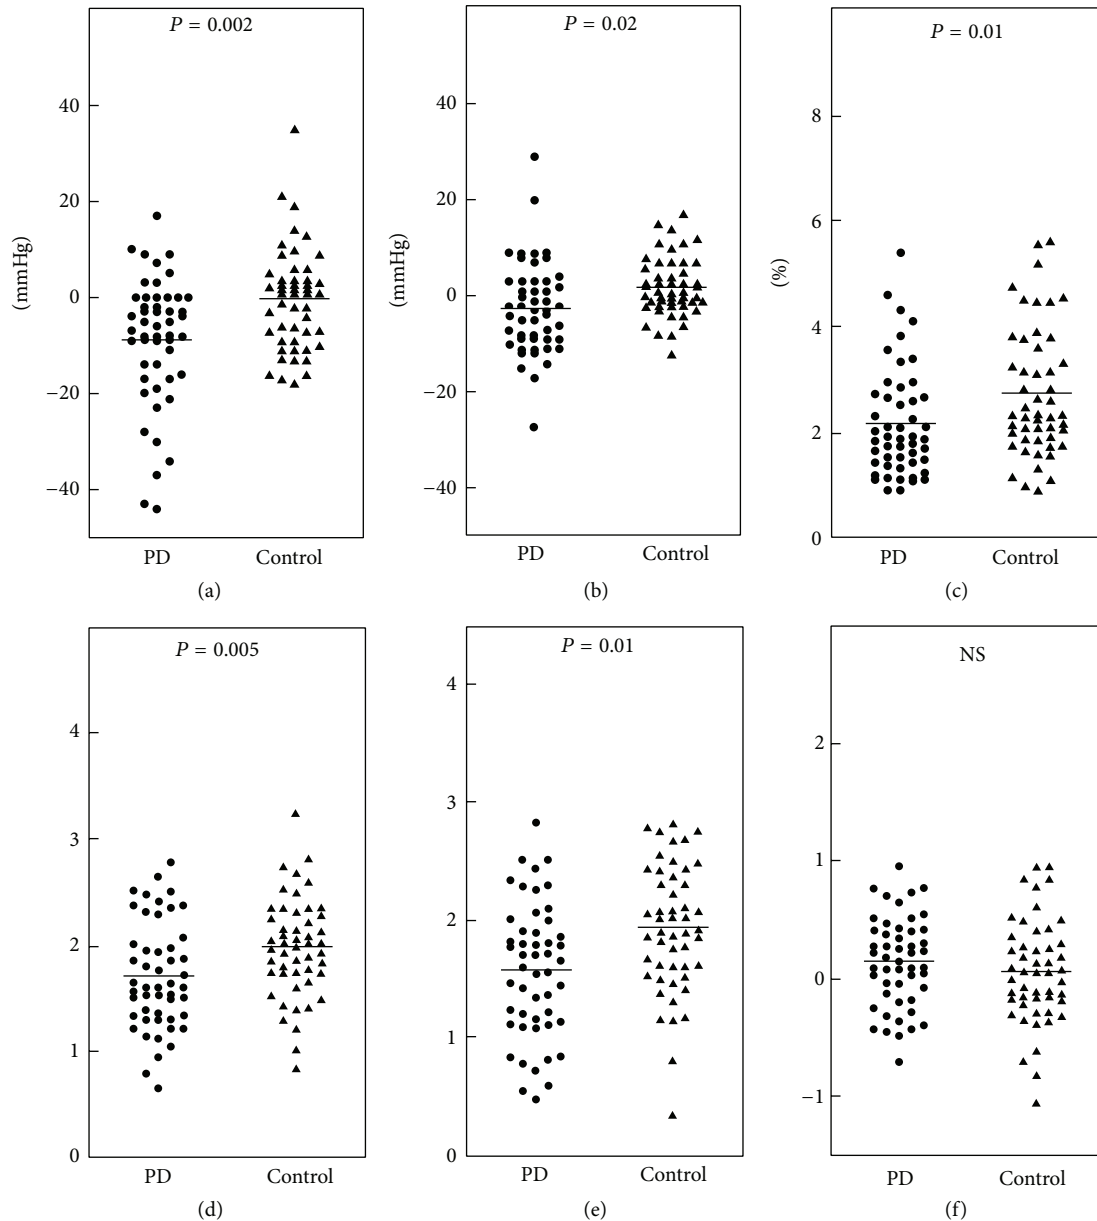 P = 0.002
(mmHg)
40
20
0
−20
−40
PD Control
(a)
P = 0.02
(mmHg)
40
20
0
−20
−40
PD Control
(b)
P = 0.01
(%)
8
6
4
2
0
PD Control
(c)
P = 0.005
4
3
2
1
0
PD Control
(d)
P = 0.01
4
3
2
1
0
PD Control
(e)
NS
2
1
0
−1
PD Control
(f)